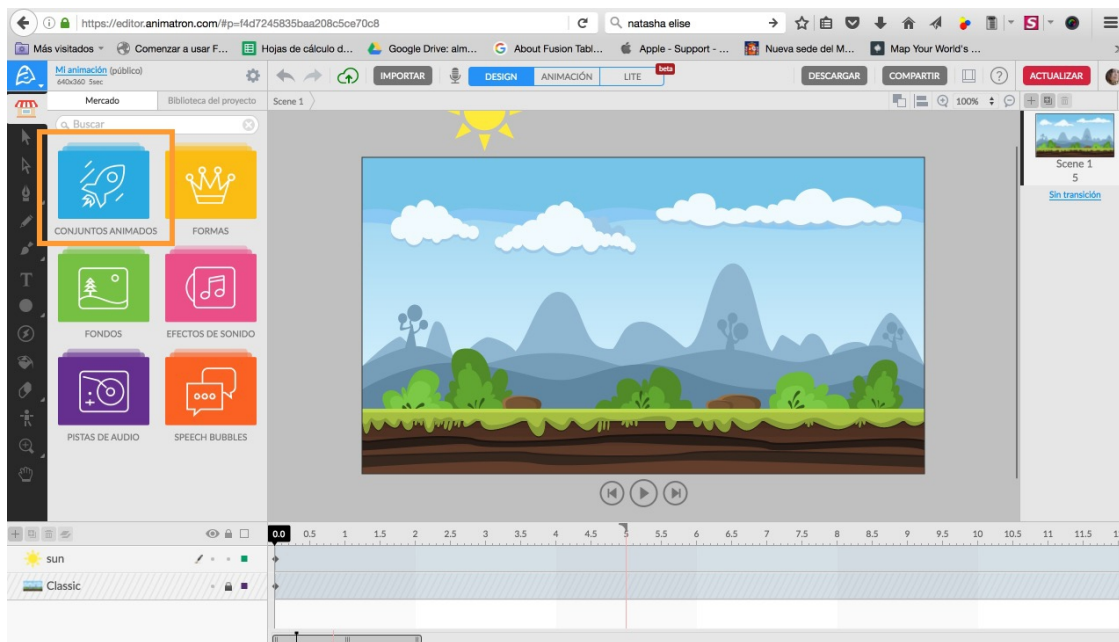 https://editor.animatron.com/#p=f4d7245835baa208c5ce70c8
natasha elise
Más visitados
Comenzar a usar F...
Hojas de cálculo d...
Google Drive: alm...
About Fusion Tabl...
Apple - Support - ...
Nueva sede del M...
Map Your World's ...
Mi animación (público)
640x360 5sec
IMPORTAR
DESIGN
ANIMACIÓN
LITE
beta
DESCARGAR
COMPARTIR
?
ACTUALIZAR
Mercado
Biblioteca del proyecto
Scene 1
100%
Buscar
CONJUNTOS ANIMADOS
FORMAS
FONDOS
EFECTOS DE SONIDO
PISTAS DE AUDIO
SPEECH BUBBLES
Scene 1
5
Sin transición
0.0 0.5 1 1.5 2 2.5 3 3.5 4 4.5 5 5.5 6 6.5 7 7.5 8 8.5 9 9.5 10 10.5 11 11.5
sun
Classic